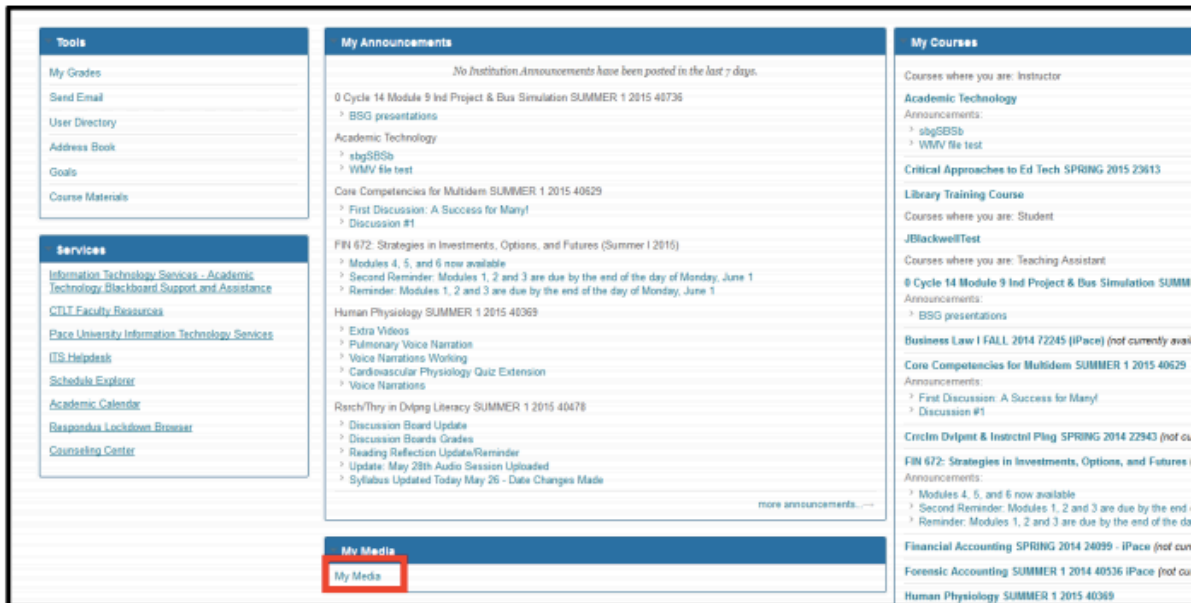 Tools
My Grades
Send Email
User Directory
Address Book
Goals
Course Materials
Services
Information Technology Services - Academic
Technology Blackboard Support and Assistance
CTLT Faculty Resources
Pace University Information Technology Services
ITS Helpdesk
Schedule Explorer
Academic Calendar
Respondus Lockdown Browser
Counseling Center
My Announcements
No Institution Announcements have been posted in the last 7 days.
0 Cycle 14 Module 9 Ind Project & Bus Simulation SUMMER 1 2015 40736
BSG presentations
Academic Technology
sbgSBSb
WMV file test
Core Competencies for Multidem SUMMER 1 2015 40629
First Discussion: A Success for Many!
Discussion #1
FIN 672: Strategies in Investments, Options, and Futures (Summer I 2015)
Modules 4, 5, and 6 now available
Second Reminder: Modules 1, 2 and 3 are due by the end of the day of Monday, June 1
Reminder: Modules 1, 2 and 3 are due by the end of the day of Monday, June 1
Human Physiology SUMMER 1 2015 40369
Extra Videos
Pulmonary Voice Narration
Voice Narrations Working
Cardiovascular Physiology Quiz Extension
Voice Narrations
Rsrch/Thry in Dvlpng Literacy SUMMER 1 2015 40478
Discussion Board Update
Discussion Boards Grades
Reading Reflection Update/Reminder
Update: May 28th Audio Session Uploaded
Syllabus Updated Today May 26 - Date Changes Made
more announcements...→
My Media
My Media
My Courses
Courses where you are: Instructor
Academic Technology
Announcements:
sbgSBSb
WMV file test
Critical Approaches to Ed Tech SPRING 2015 23613
Library Training Course
Courses where you are: Student
JBlackwellTest
Courses where you are: Teaching Assistant
0 Cycle 14 Module 9 Ind Project & Bus Simulation SUMM
Announcements:
BSG presentations
Business Law I FALL 2014 72245 (iPace) (not currently avai
Core Competencies for Multidem SUMMER 1 2015 40629
Announcements:
First Discussion: A Success for Many!
Discussion #1
Crrclm Dvlpmt & Instrctnl Plng SPRING 2014 22943 (not cu
FIN 672: Strategies in Investments, Options, and Futures
Announcements:
Modules 4, 5, and 6 now available
Second Reminder: Modules 1, 2 and 3 are due by the end
Reminder: Modules 1, 2 and 3 are due by the end of the da
Financial Accounting SPRING 2014 24099 - iPace (not cur
Forensic Accounting SUMMER 1 2014 40536 iPace (not cu
Human Physiology SUMMER 1 2015 40369